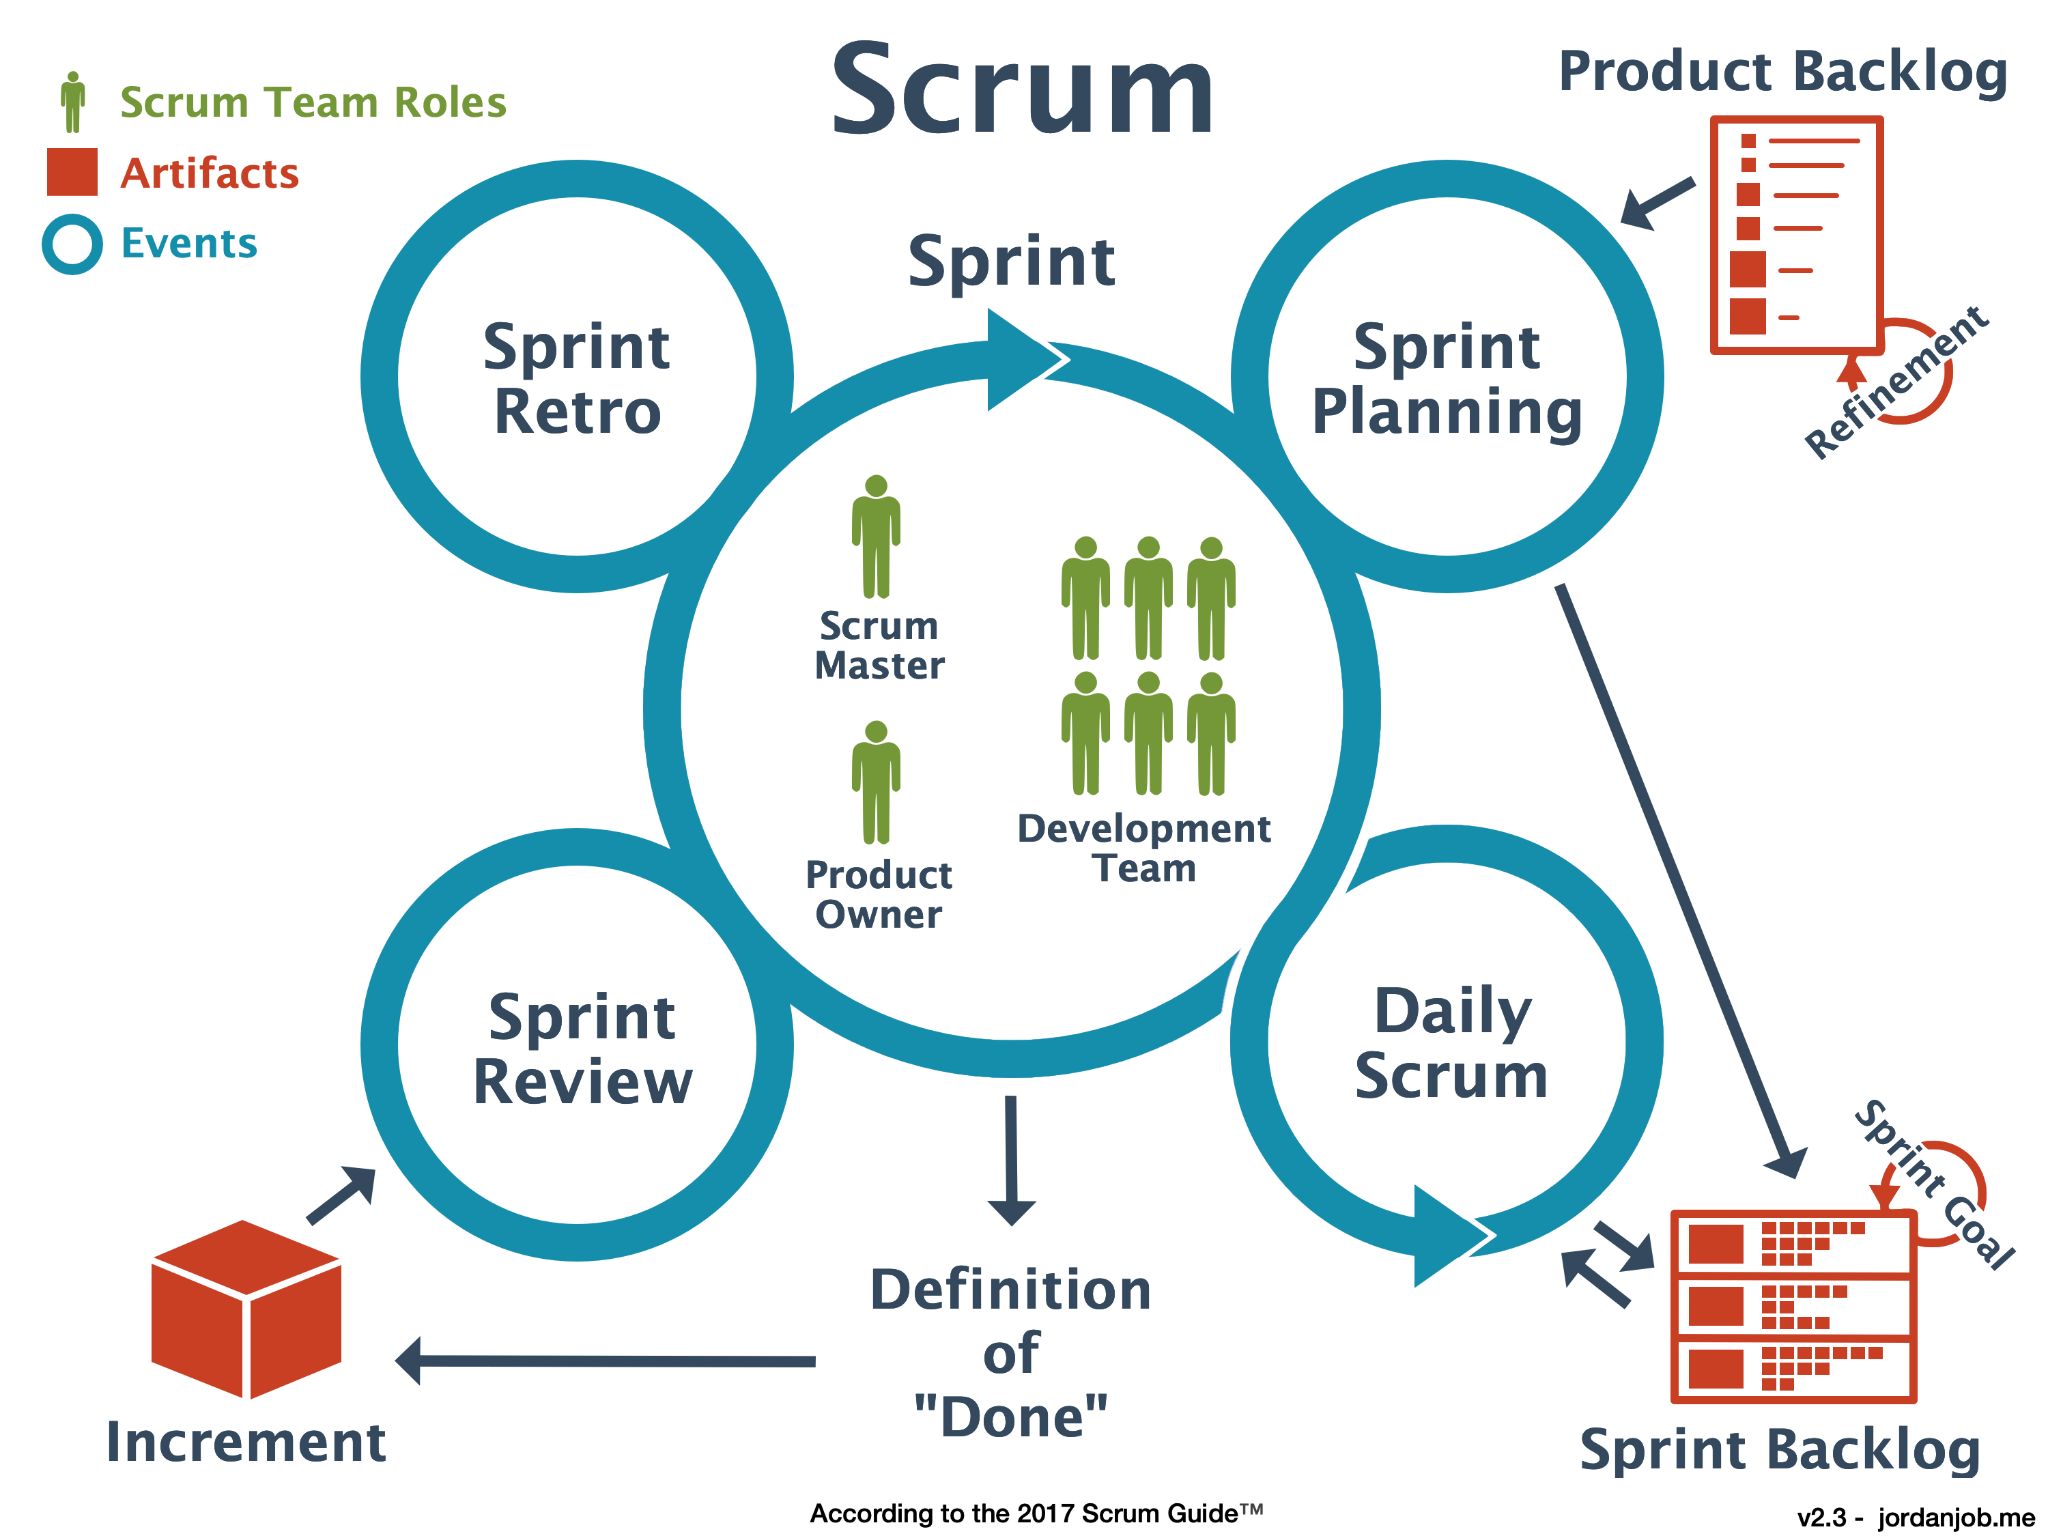 Scrum
Product Backlog
Scrum Team Roles
Artifacts
Events
Sprint
Sprint
Retro
Sprint
Planning
Refinement
Scrum
Master
Product
Owner
Development
Team
Sprint
Review
Daily
Scrum
Sprint Goal
Definition
of
"Done"
Increment
Sprint Backlog
According to the 2017 Scrum Guide™
v2.3 - jordanjob.me